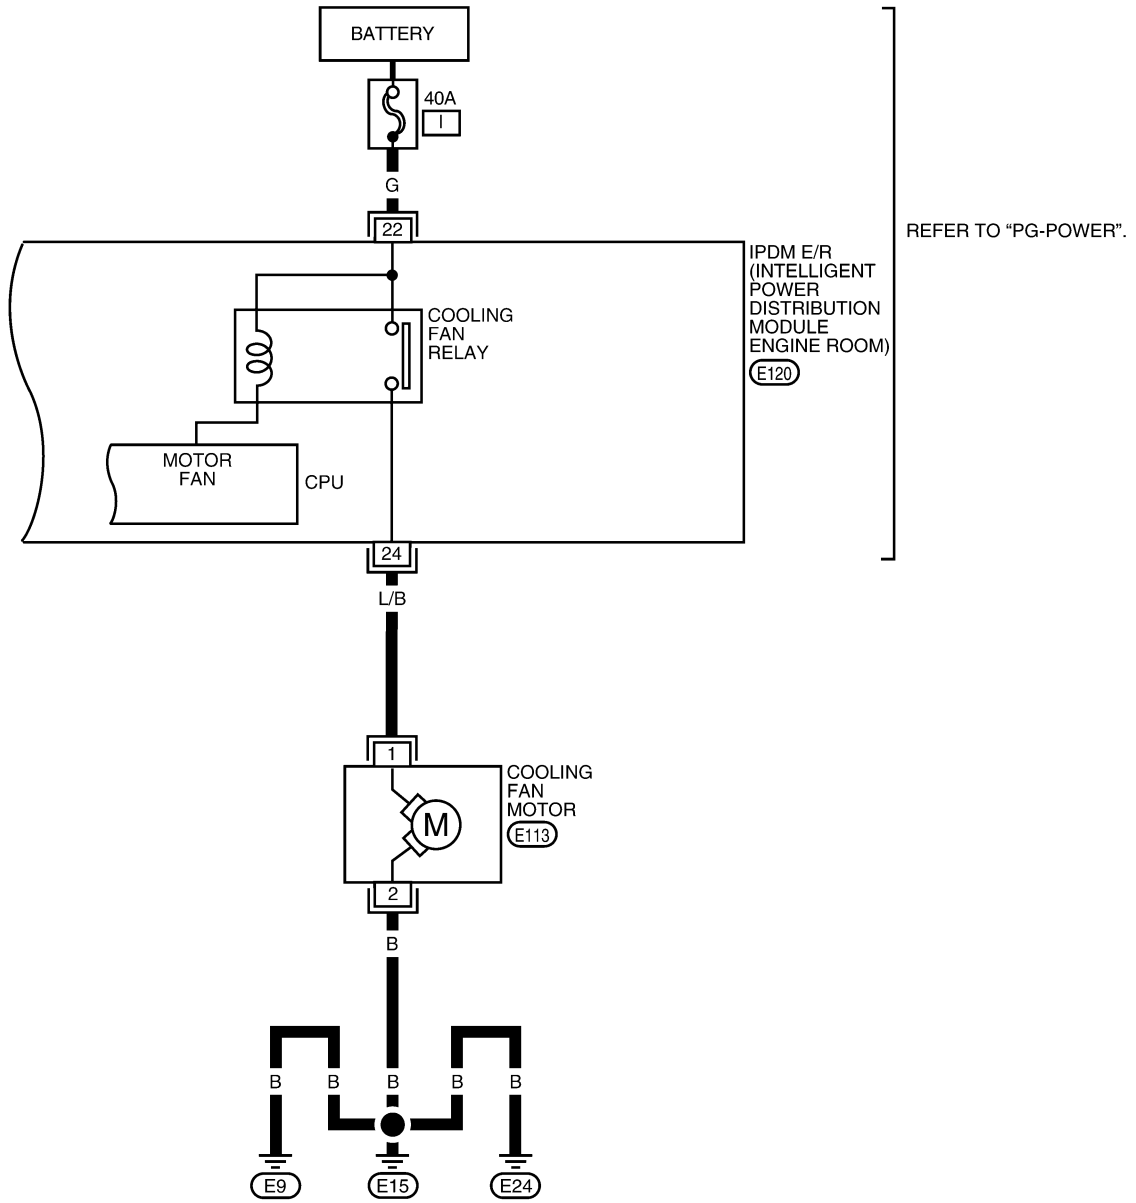 BATTERY
40A
I
G
22
REFER TO “PG-POWER”.
IPDM E/R
(INTELLIGENT
POWER
DISTRIBUTION
MODULE
ENGINE ROOM)
E120
COOLING
FAN
RELAY
MOTOR
FAN
CPU
24
L/B
1
COOLING
FAN
MOTOR
E113
M
2
B
B B B B B
E9 E15 E24